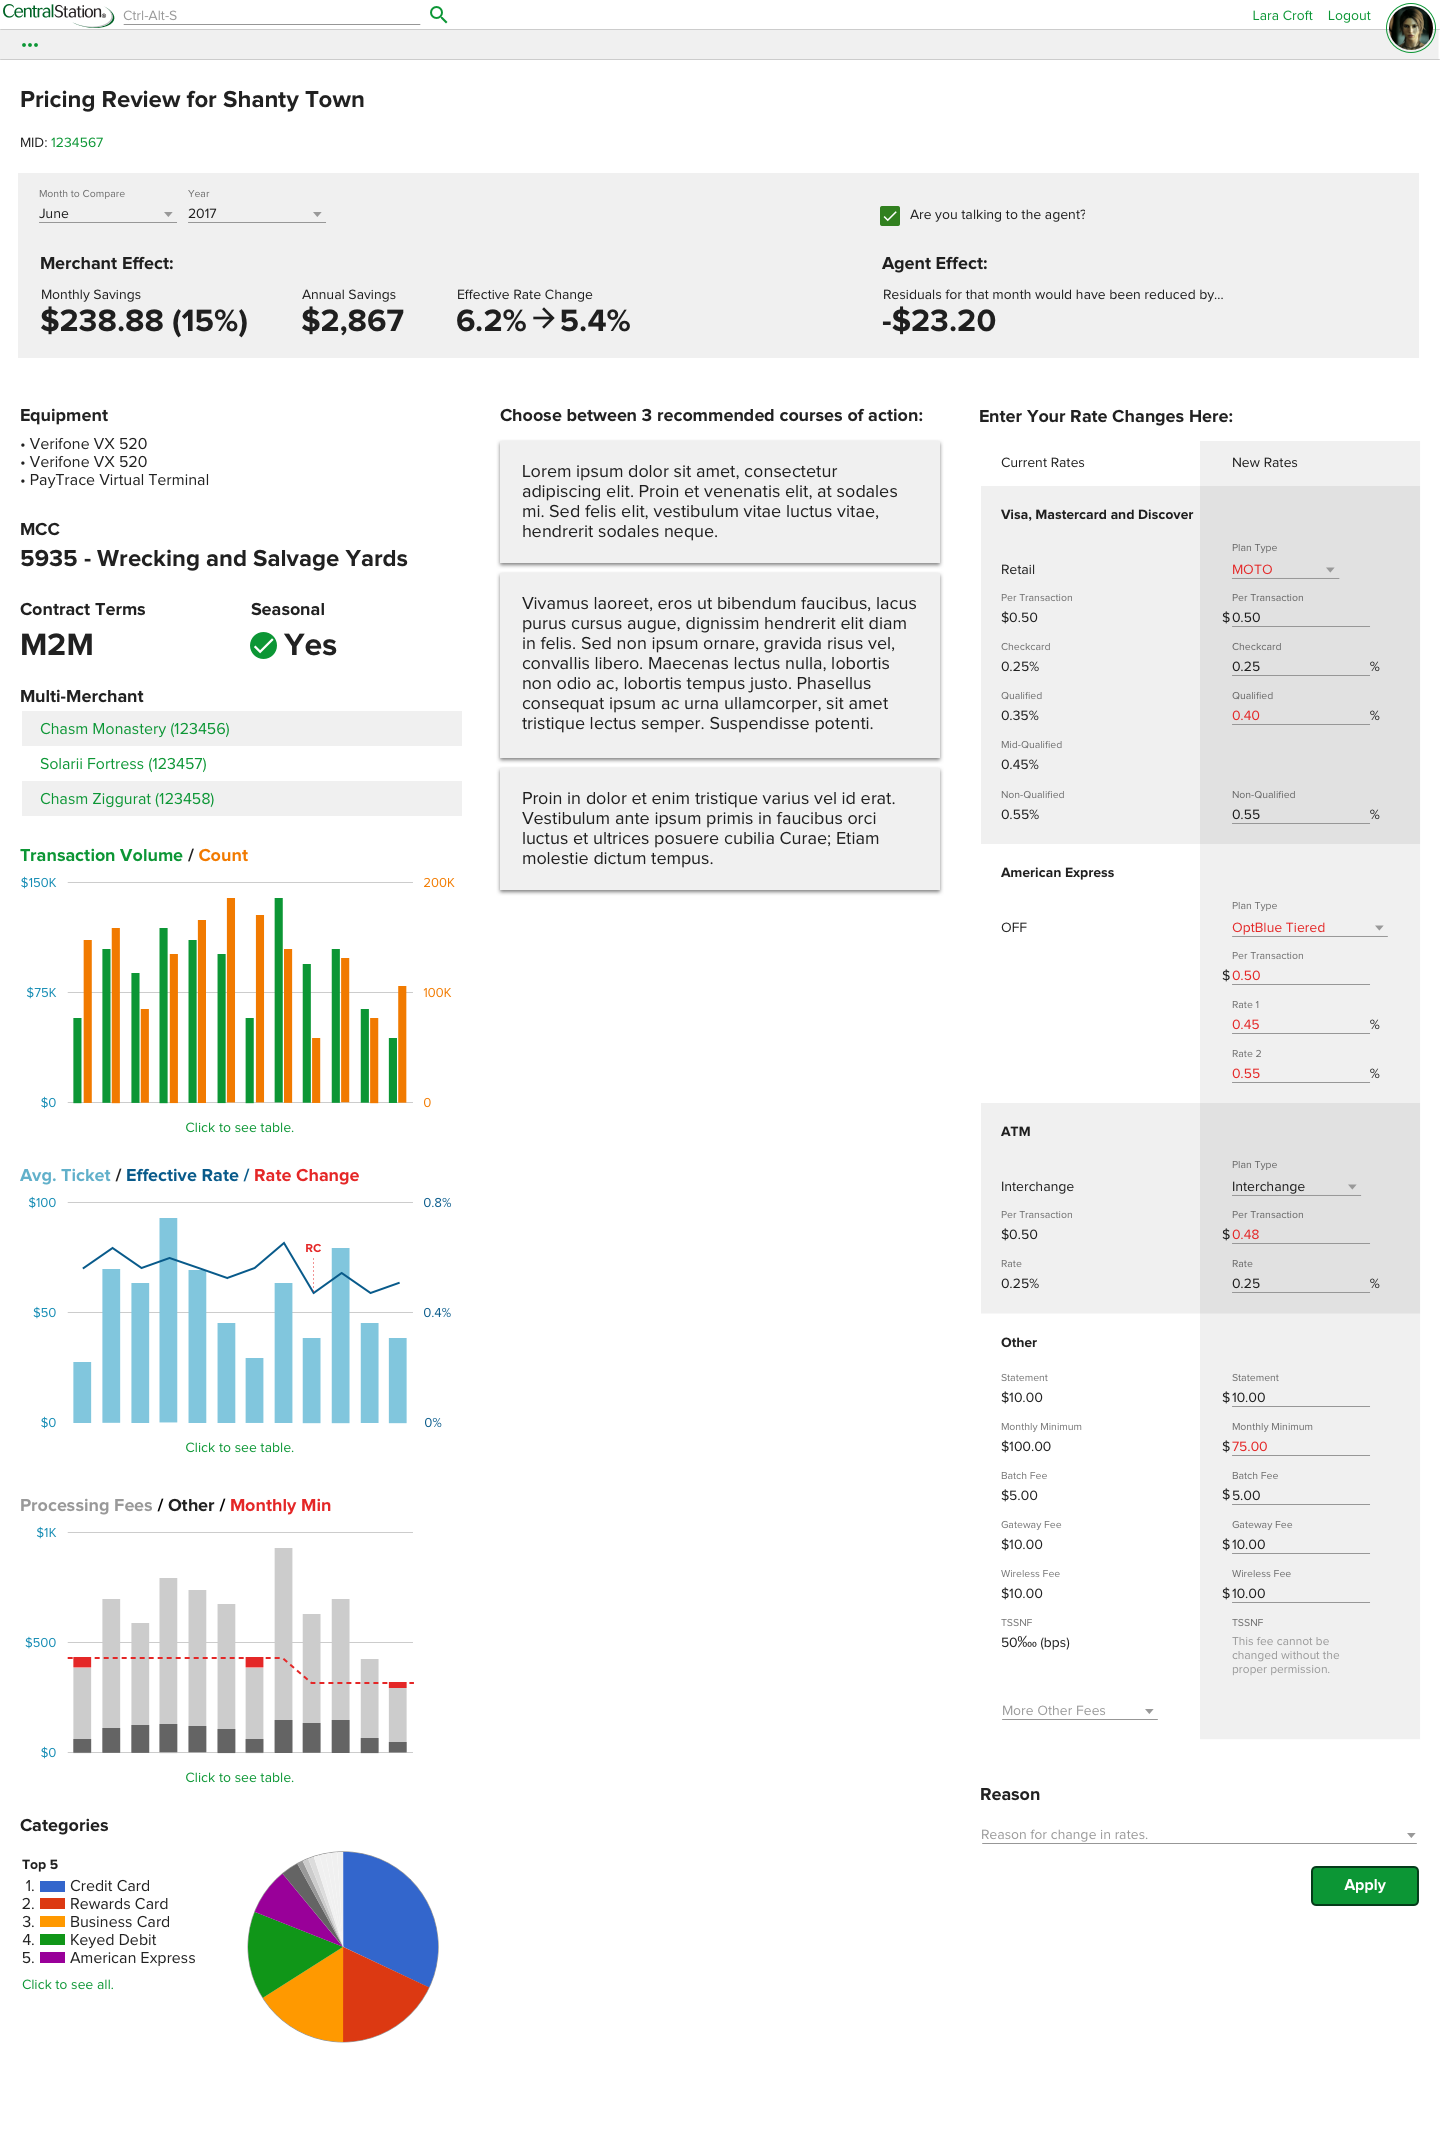 CentralStation.
Ctrl-Alt-S
Lara Croft
Logout
Pricing Review for Shanty Town
MID: 1234567
Month to Compare
June
Year
2017
Are you talking to the agent?
Merchant Effect:
Monthly Savings
$238.88 (15%)
Annual Savings
$2,867
Effective Rate Change
6.2% → 5.4%
Agent Effect:
Residuals for that month would have been reduced by...
-$23.20
Equipment
• Verifone VX 520
• Verifone VX 520
• PayTrace Virtual Terminal
MCC
5935 - Wrecking and Salvage Yards
Contract Terms
M2M
Seasonal
Yes
Multi-Merchant
Chasm Monastery (123456)
Solarii Fortress (123457)
Chasm Ziggurat (123458)
Transaction Volume / Count
$150K
200K
$75K
100K
$0
0
Click to see table.
Avg. Ticket / Effective Rate / Rate Change
$100
0.8%
RC
$50
0.4%
$0
0%
Click to see table.
Processing Fees / Other / Monthly Min
$1K
$500
$0
Click to see table.
Categories
Top 5
1. Credit Card
2. Rewards Card
3. Business Card
4. Keyed Debit
5. American Express
Click to see all.
Choose between 3 recommended courses of action:
Lorem ipsum dolor sit amet, consectetur
adipiscing elit. Proin et venenatis elit, at sodales
mi. Sed felis elit, vestibulum vitae luctus vitae,
hendrerit sodales neque.
Vivamus laoreet, eros ut bibendum faucibus, lacus
purus cursus augue, dignissim hendrerit elit diam
in felis. Sed non ipsum ornare, gravida risus vel,
convallis libero. Maecenas lectus nulla, lobortis
non odio ac, lobortis tempus justo. Phasellus
consequat ipsum ac urna ullamcorper, sit amet
tristique lectus semper. Suspendisse potenti.
Proin in dolor et enim tristique varius vel id erat.
Vestibulum ante ipsum primis in faucibus orci
luctus et ultrices posuere cubilia Curae; Etiam
molestie dictum tempus.
Enter Your Rate Changes Here:
Current Rates
New Rates
Visa, Mastercard and Discover
Plan Type
Retail
MOTO
Per Transaction
Per Transaction
$0.50
$ 0.50
Checkcard
Checkcard
0.25%
0.25 %
Qualified
Qualified
0.35%
0.40 %
Mid-Qualified
0.45%
Non-Qualified
Non-Qualified
0.55%
0.55 %
American Express
Plan Type
OFF
OptBlue Tiered
Per Transaction
$ 0.50
Rate 1
0.45 %
Rate 2
0.55 %
ATM
Plan Type
Interchange
Interchange
Per Transaction
Per Transaction
$0.50
$ 0.48
Rate
Rate
0.25%
0.25 %
Other
Statement
Statement
$10.00
$ 10.00
Monthly Minimum
Monthly Minimum
$100.00
$ 75.00
Batch Fee
Batch Fee
$5.00
$ 5.00
Gateway Fee
Gateway Fee
$10.00
$ 10.00
Wireless Fee
Wireless Fee
$10.00
$ 10.00
TSSNF
TSSNF
50‱ (bps)
This fee cannot be
changed without the
proper permission.
More Other Fees
Reason
Reason for change in rates.
Apply